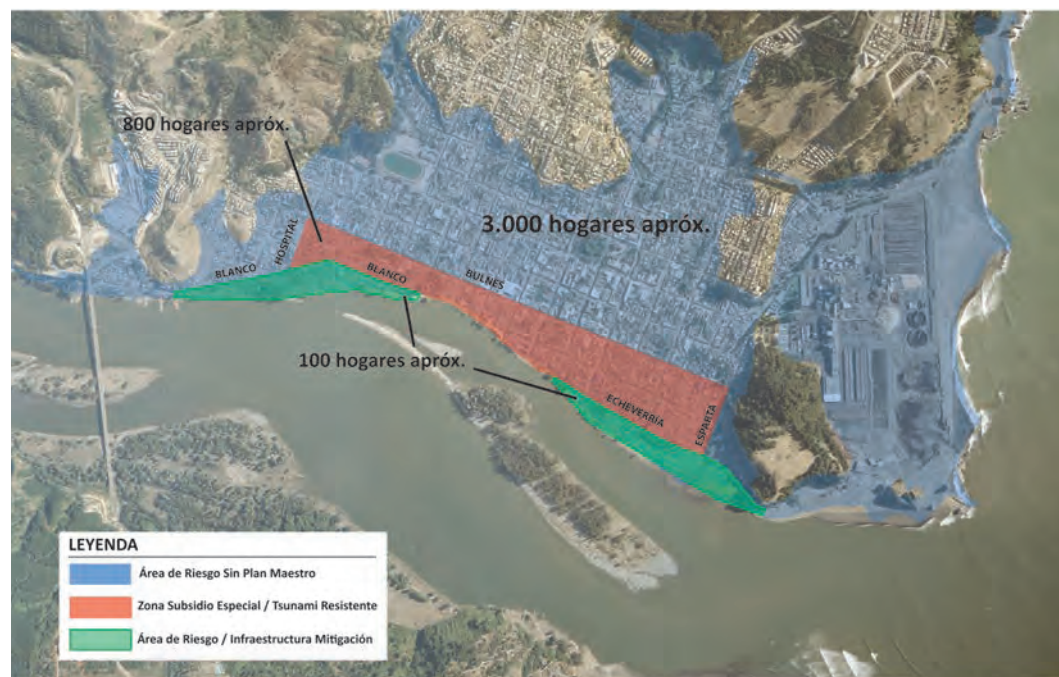 800 hogares apróx.
3.000 hogares apróx.
HOSPITAL
BLANCO
BLANCO
BULNES
100 hogares apróx.
ECHEVERRÍA
ESPARTA
LEYENDA
Área de Riesgo Sin Plan Maestro
Zona Subsidio Especial / Tsunami Resistente
Área de Riesgo / Infraestructura Mitigación